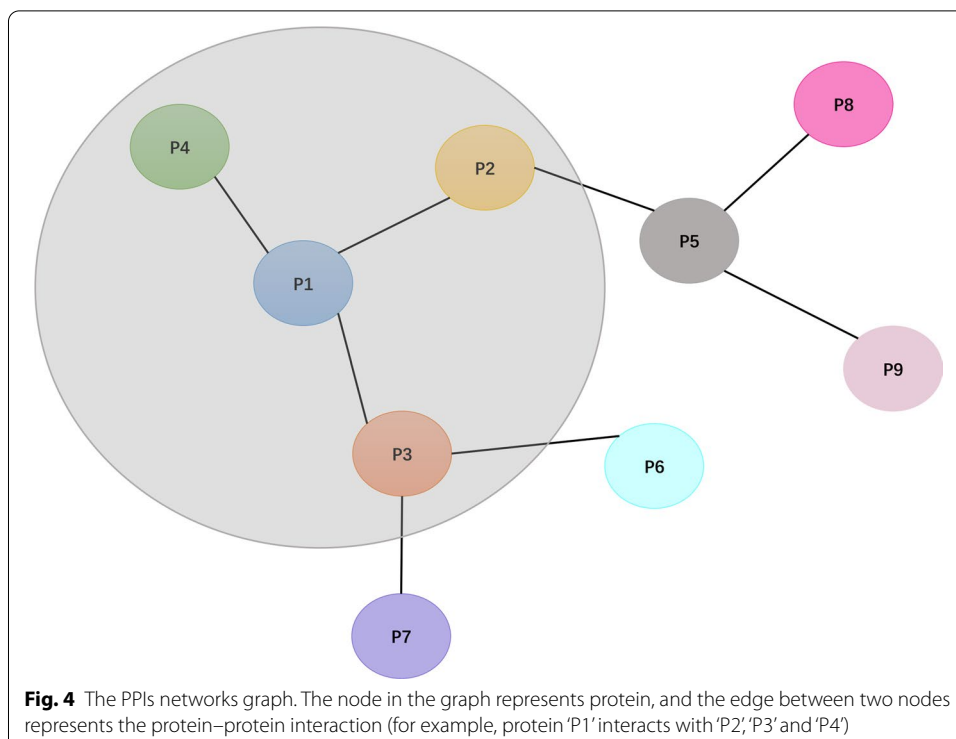 P8
P4
P2
P5
P1
P9
P3
P6
P7
Fig. 4 The PPIs networks graph. The node in the graph represents protein, and the edge between two nodes
represents the protein–protein interaction (for example, protein ‘P1’ interacts with ‘P2’, ‘P3’ and ‘P4’)